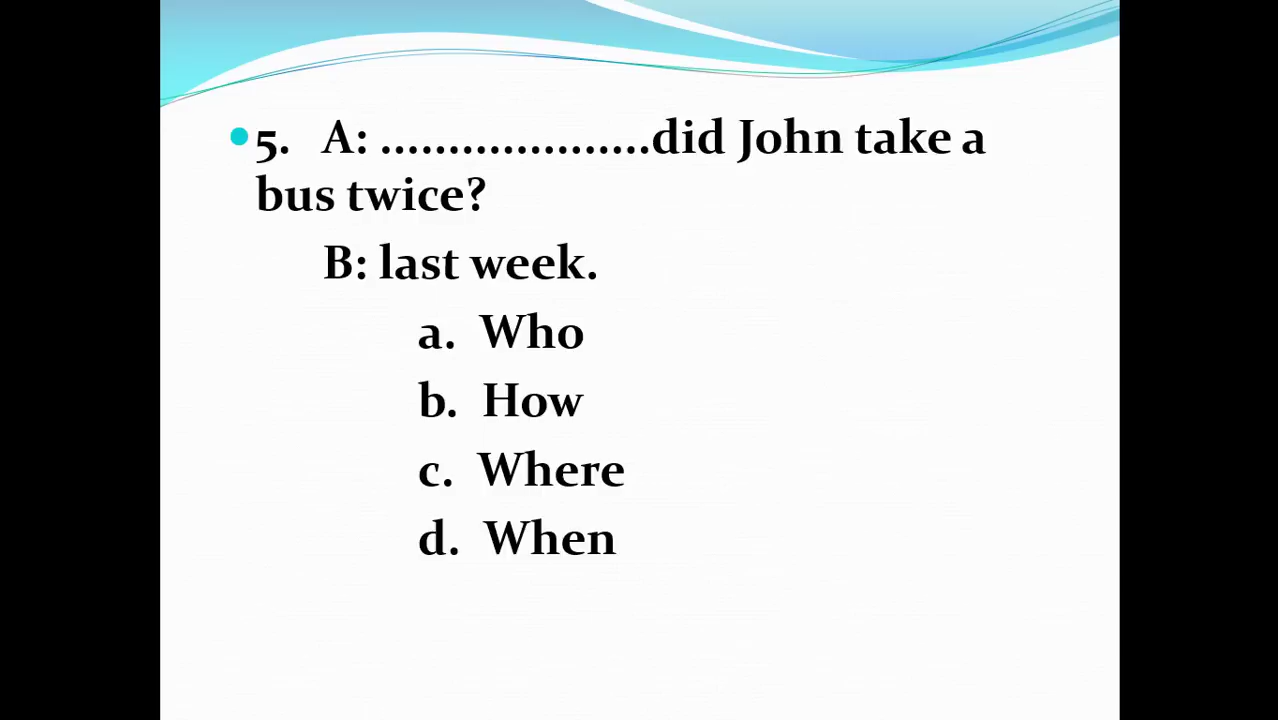 5. A: ....................did John take a
bus twice?
B: last week.
a. Who
b. How
c. Where
d. When